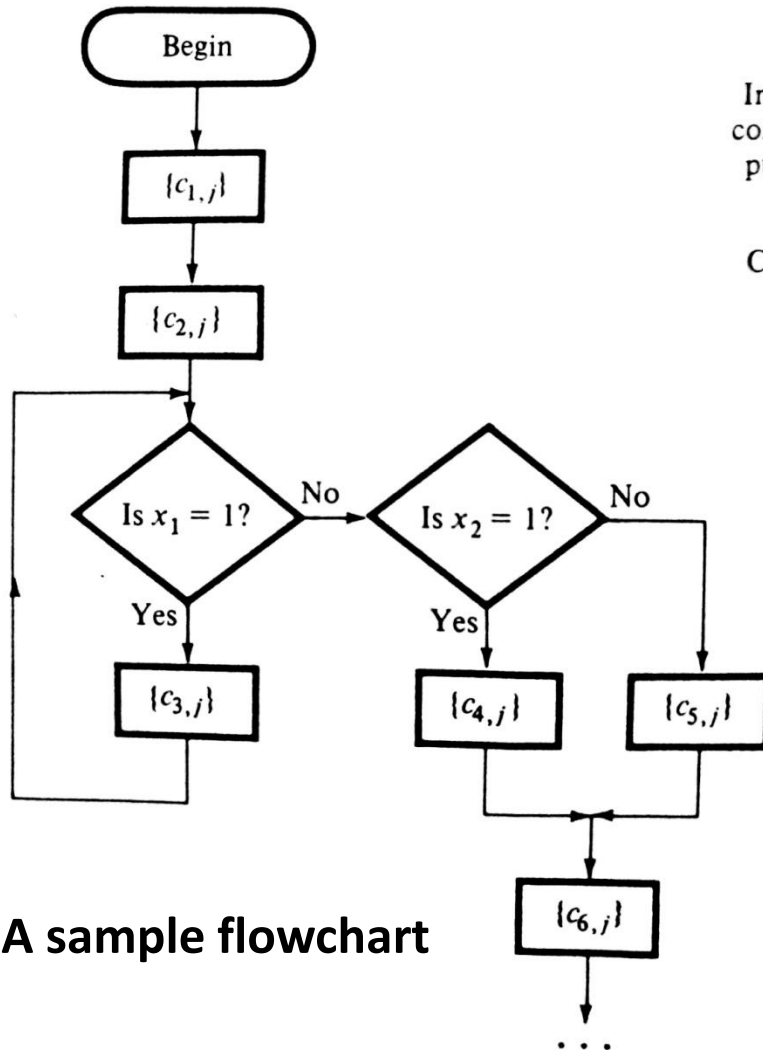 Begin
{c1, j}
{c2, j}
Is x1 = 1?
No
Is x2 = 1?
No
Yes
Yes
{c3, j}
{c4, j}
{c5, j}
{c6, j}
A sample flowchart
. . .